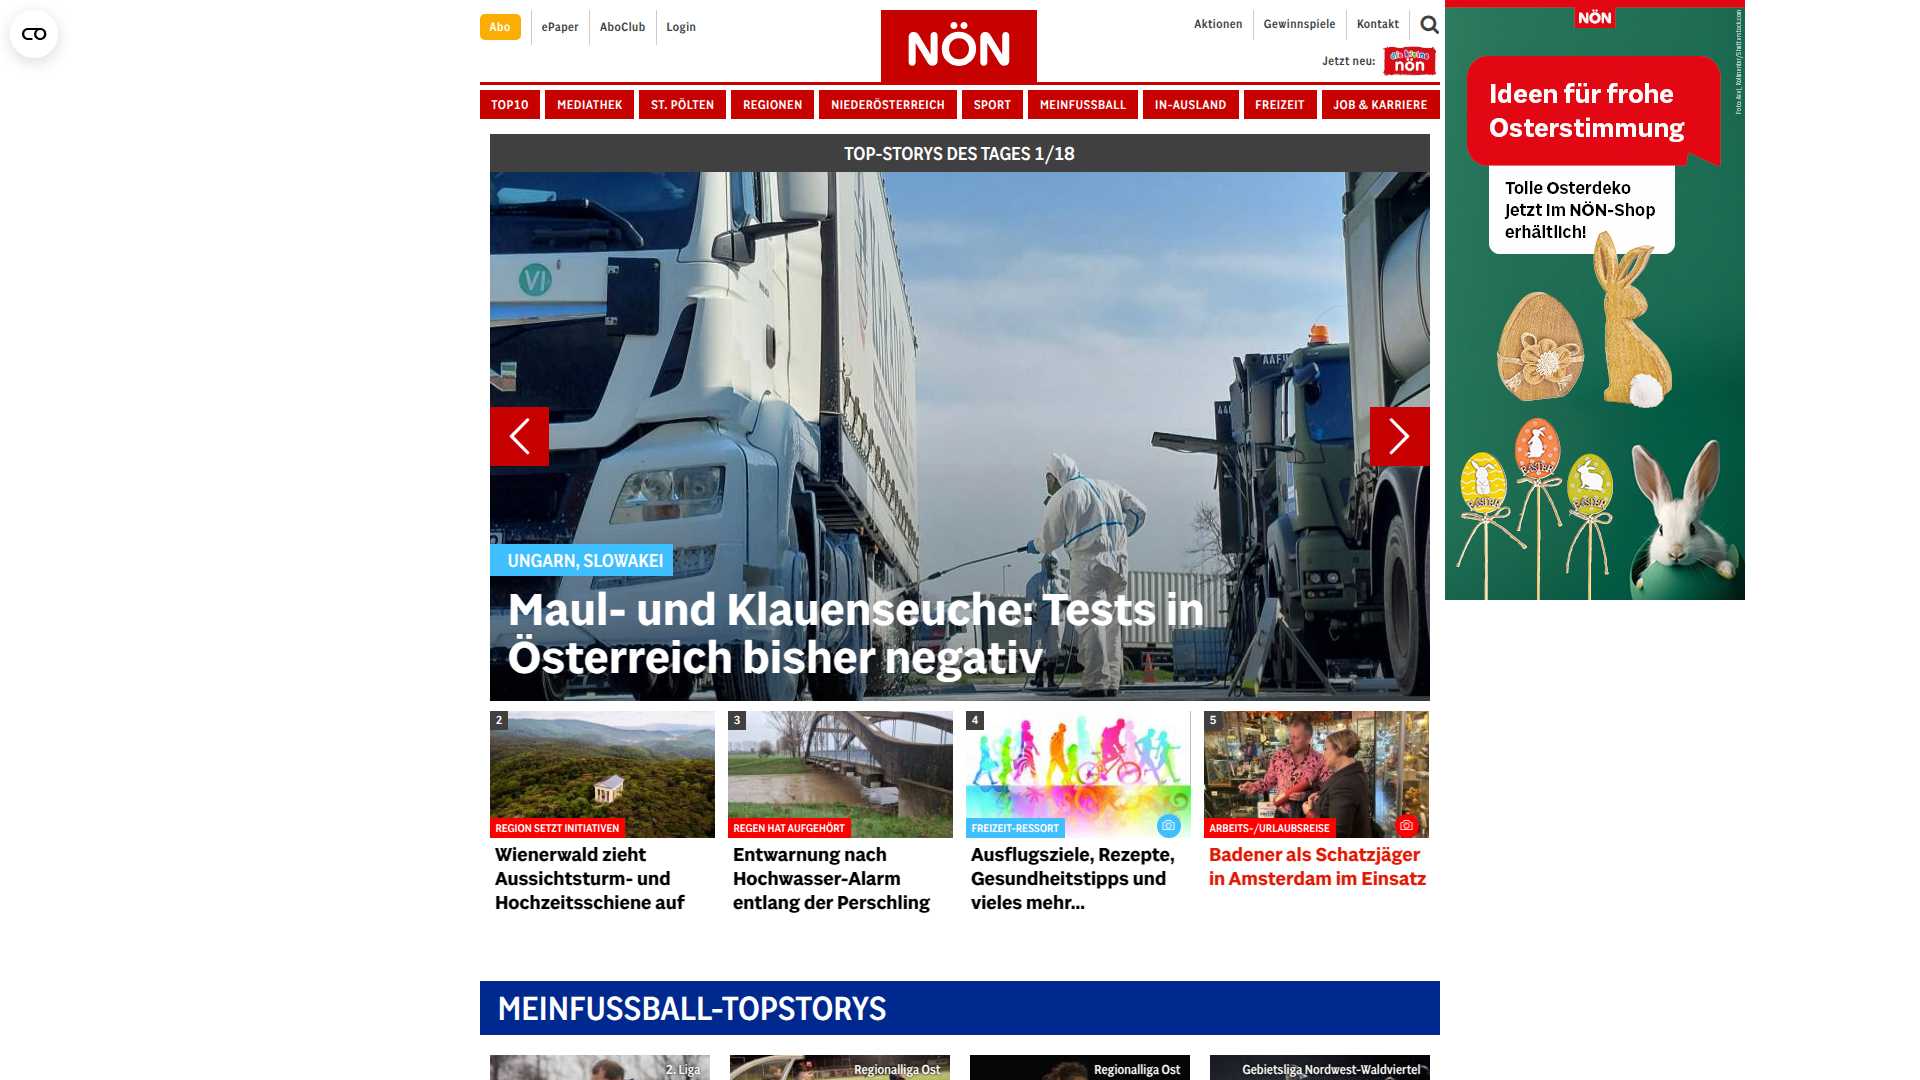 Abo
ePaper
AboClub
Login
NÖN
Aktionen
Gewinnspiele
Kontakt
Jetzt neu:
die kleine
nön
TOP10
MEDIATHEK
ST. PÖLTEN
REGIONEN
NIEDERÖSTERREICH
SPORT
MEINFUSSBALL
IN-AUSLAND
FREIZEIT
JOB & KARRIERE
TOP-STORYS DES TAGES 1/18
VI
UNGARN, SLOWAKEI
Maul- und Klauenseuche: Tests in
Österreich bisher negativ
2
REGION SETZT INITIATIVEN
Wienerwald zieht
Aussichtsturm- und
Hochzeitsschiene auf
3
REGEN HAT AUFGEHÖRT
Entwarnung nach
Hochwasser-Alarm
entlang der Perschling
4
FREIZEIT-RESSORT
Ausflugsziele, Rezepte,
Gesundheitstipps und
vieles mehr...
5
ARBEITS-/URLAUBSREISE
Badener als Schatzjäger
in Amsterdam im Einsatz
MEINFUSSBALL-TOPSTORYS
2. Liga
Regionalliga Ost
Regionalliga Ost
Gebietsliga Nordwest-Waldviertel
NÖN
Ideen für frohe
Osterstimmung
Tolle Osterdeko
jetzt im NÖN-Shop
erhältlich!
EASTER
EASTER
EASTER